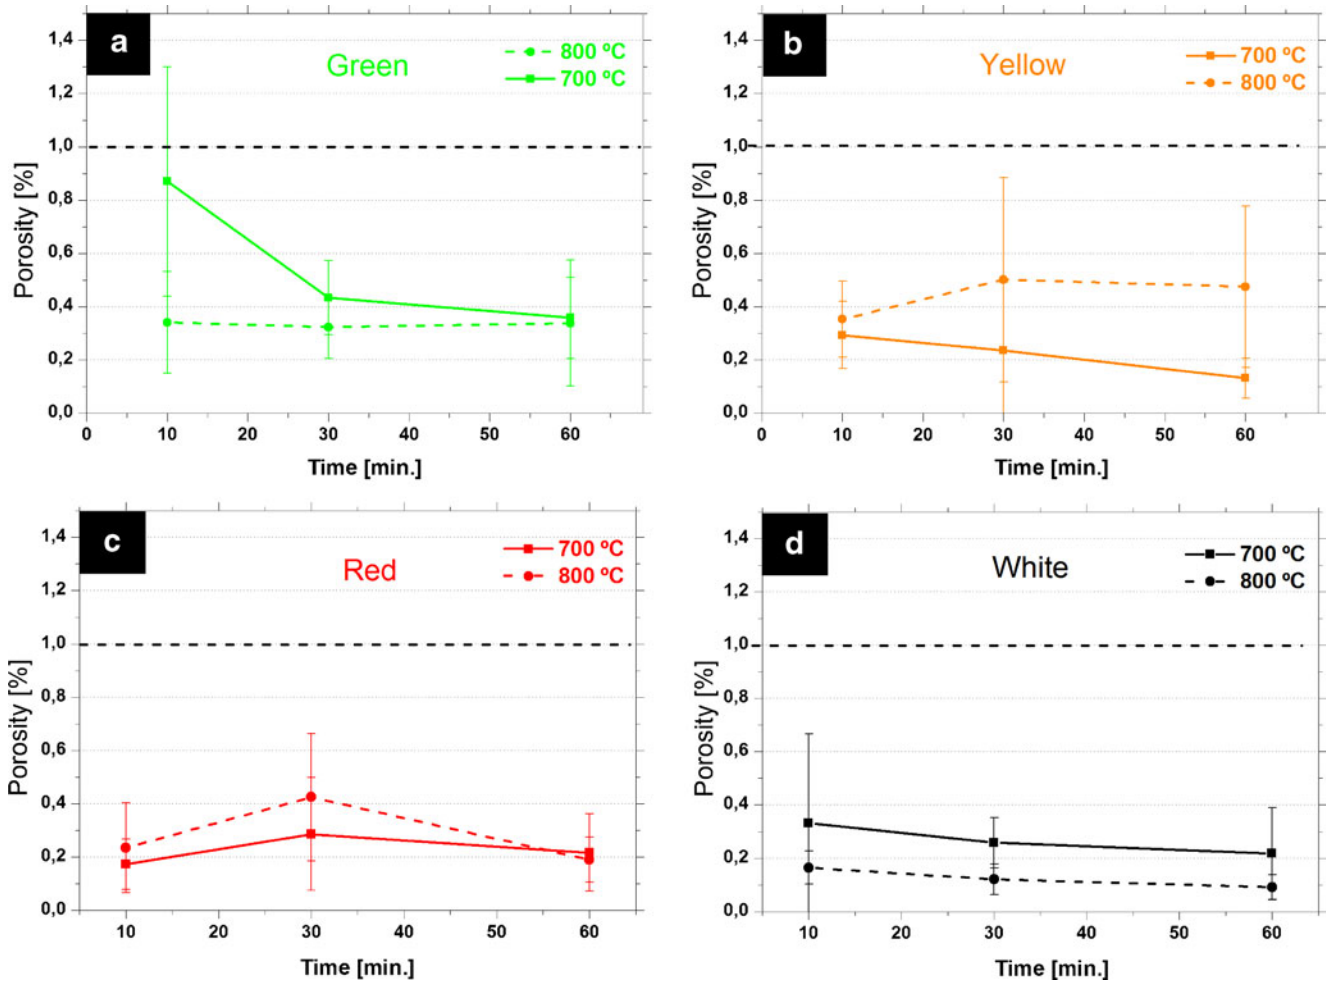 a
Green
800 ºC
700 ºC
Porosity [%]
1,4
1,2
1,0
0,8
0,6
0,4
0,2
0,0
0 10 20 30 40 50 60
Time [min.]
b
Yellow
700 ºC
800 ºC
Porosity [%]
1,4
1,2
1,0
0,8
0,6
0,4
0,2
0,0
0 10 20 30 40 50 60
Time [min.]
c
Red
700 ºC
800 ºC
Porosity [%]
1,4
1,2
1,0
0,8
0,6
0,4
0,2
0,0
10 20 30 40 50 60
Time [min.]
d
White
700 ºC
800 ºC
Porosity [%]
1,4
1,2
1,0
0,8
0,6
0,4
0,2
0,0
10 20 30 40 50 60
Time [min.]